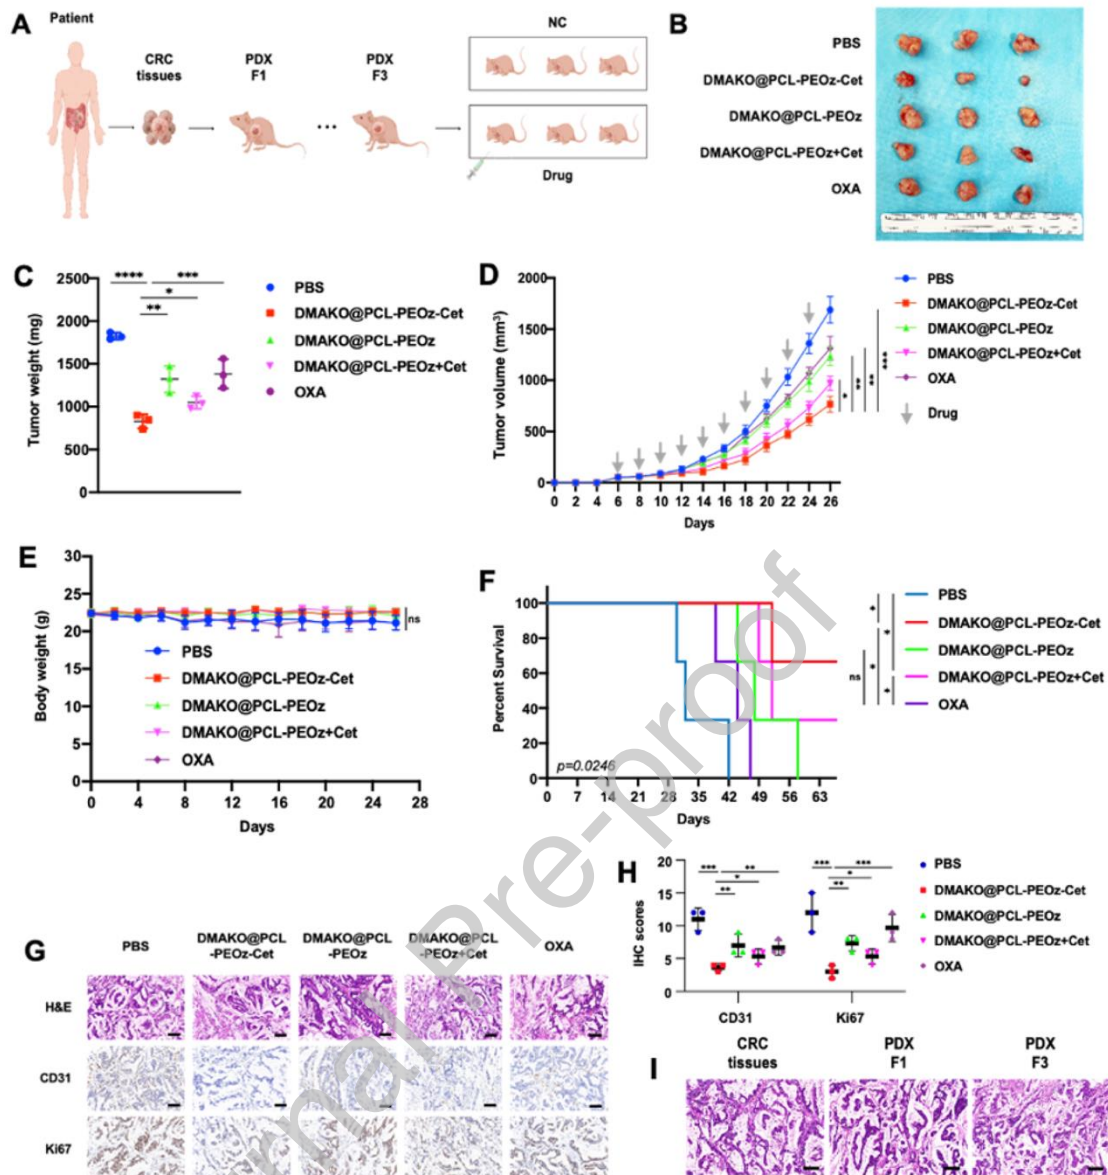 A
Patient
CRC
tissues
PDX
F1
PDX
F3
NC
Drug
B
PBS
DMAKO@PCL-PEOz-Cet
DMAKO@PCL-PEOz
DMAKO@PCL-PEOz+Cet
OXA
C
Tumor weight (mg)
2500
2000
1500
1000
500
0
****
***
*
**
PBS
DMAKO@PCL-PEOz-Cet
DMAKO@PCL-PEOz
DMAKO@PCL-PEOz+Cet
OXA
D
Tumor volume (mm³)
2000
1500
1000
500
0
0 2 4 6 8 10 12 14 16 18 20 22 24 26
Days
*
**
**
***
PBS
DMAKO@PCL-PEOz-Cet
DMAKO@PCL-PEOz
DMAKO@PCL-PEOz+Cet
OXA
Drug
E
Body weight (g)
30
25
20
15
10
5
0
0 4 8 12 16 20 24 28
Days
ns
PBS
DMAKO@PCL-PEOz-Cet
DMAKO@PCL-PEOz
DMAKO@PCL-PEOz+Cet
OXA
F
Percent Survival
100
80
60
40
20
0
p=0.0246
0 7 14 21 28 35 42 49 56 63
Days
ns
*
*
*
*
PBS
DMAKO@PCL-PEOz-Cet
DMAKO@PCL-PEOz
DMAKO@PCL-PEOz+Cet
OXA
G
PBS
DMAKO@PCL
-PEOz-Cet
DMAKO@PCL
-PEOz
DMAKO@PCL
-PEOz+Cet
OXA
H&E
CD31
Ki67
H
IHC scores
20
15
10
5
0
***
**
*
**
***
***
*
**
CD31
Ki67
PBS
DMAKO@PCL-PEOz-Cet
DMAKO@PCL-PEOz
DMAKO@PCL-PEOz+Cet
OXA
I
CRC
tissues
PDX
F1
PDX
F3
rnal Pre-proof